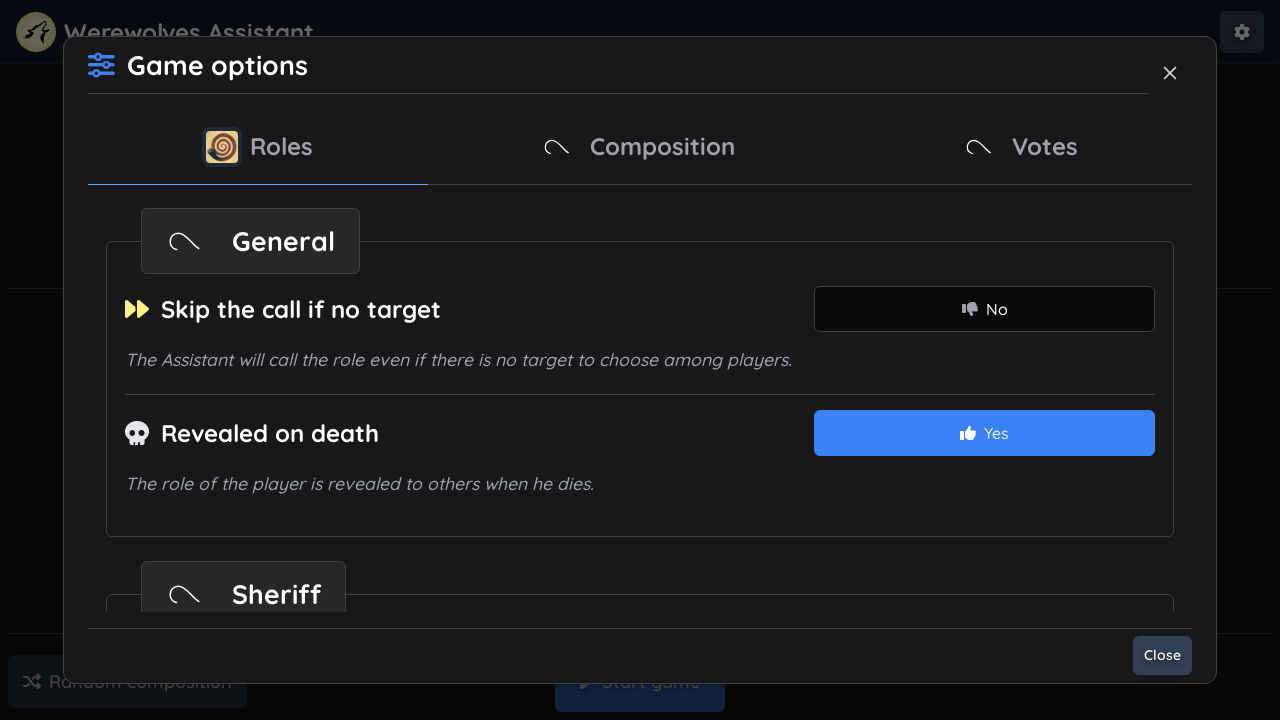 Werewolves Assistant
Game options
Roles
Composition
Votes
General
Skip the call if no target
No
The Assistant will call the role even if there is no target to choose among players.
Revealed on death
Yes
The role of the player is revealed to others when he dies.
Sheriff
Close
Random composition
Start game